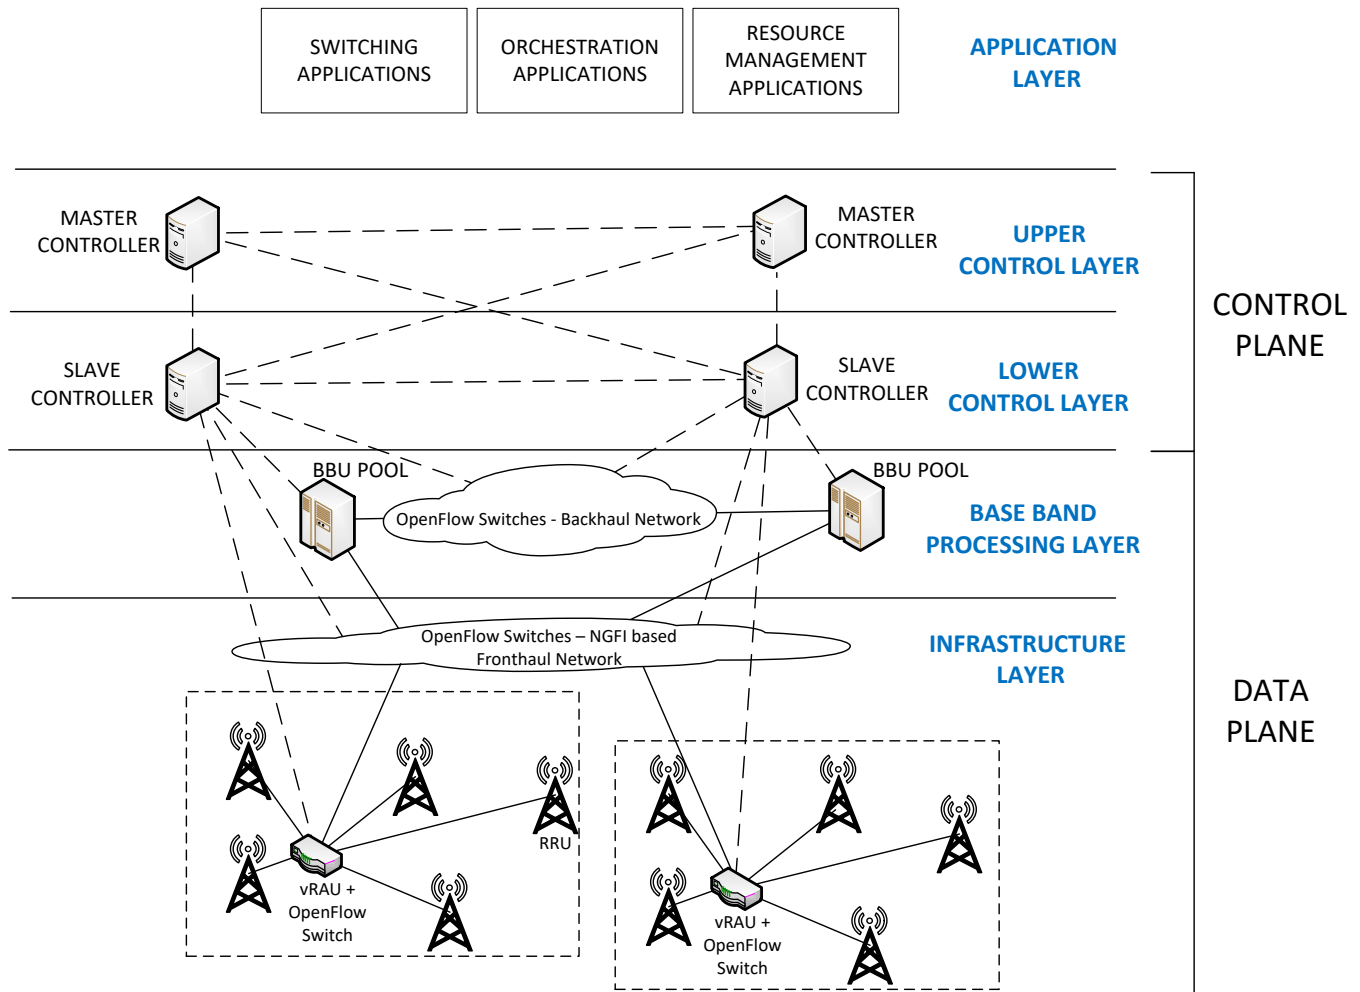 SWITCHING
APPLICATIONS
ORCHESTRATION
APPLICATIONS
RESOURCE
MANAGEMENT
APPLICATIONS
APPLICATION
LAYER
MASTER
CONTROLLER
MASTER
CONTROLLER
UPPER
CONTROL LAYER
CONTROL
PLANE
SLAVE
CONTROLLER
SLAVE
CONTROLLER
LOWER
CONTROL LAYER
BBU POOL
BBU POOL
OpenFlow Switches - Backhaul Network
BASE BAND
PROCESSING LAYER
OpenFlow Switches – NGFI based
Fronthaul Network
INFRASTRUCTURE
LAYER
DATA
PLANE
RRU
vRAU +
OpenFlow
Switch
vRAU +
OpenFlow
Switch